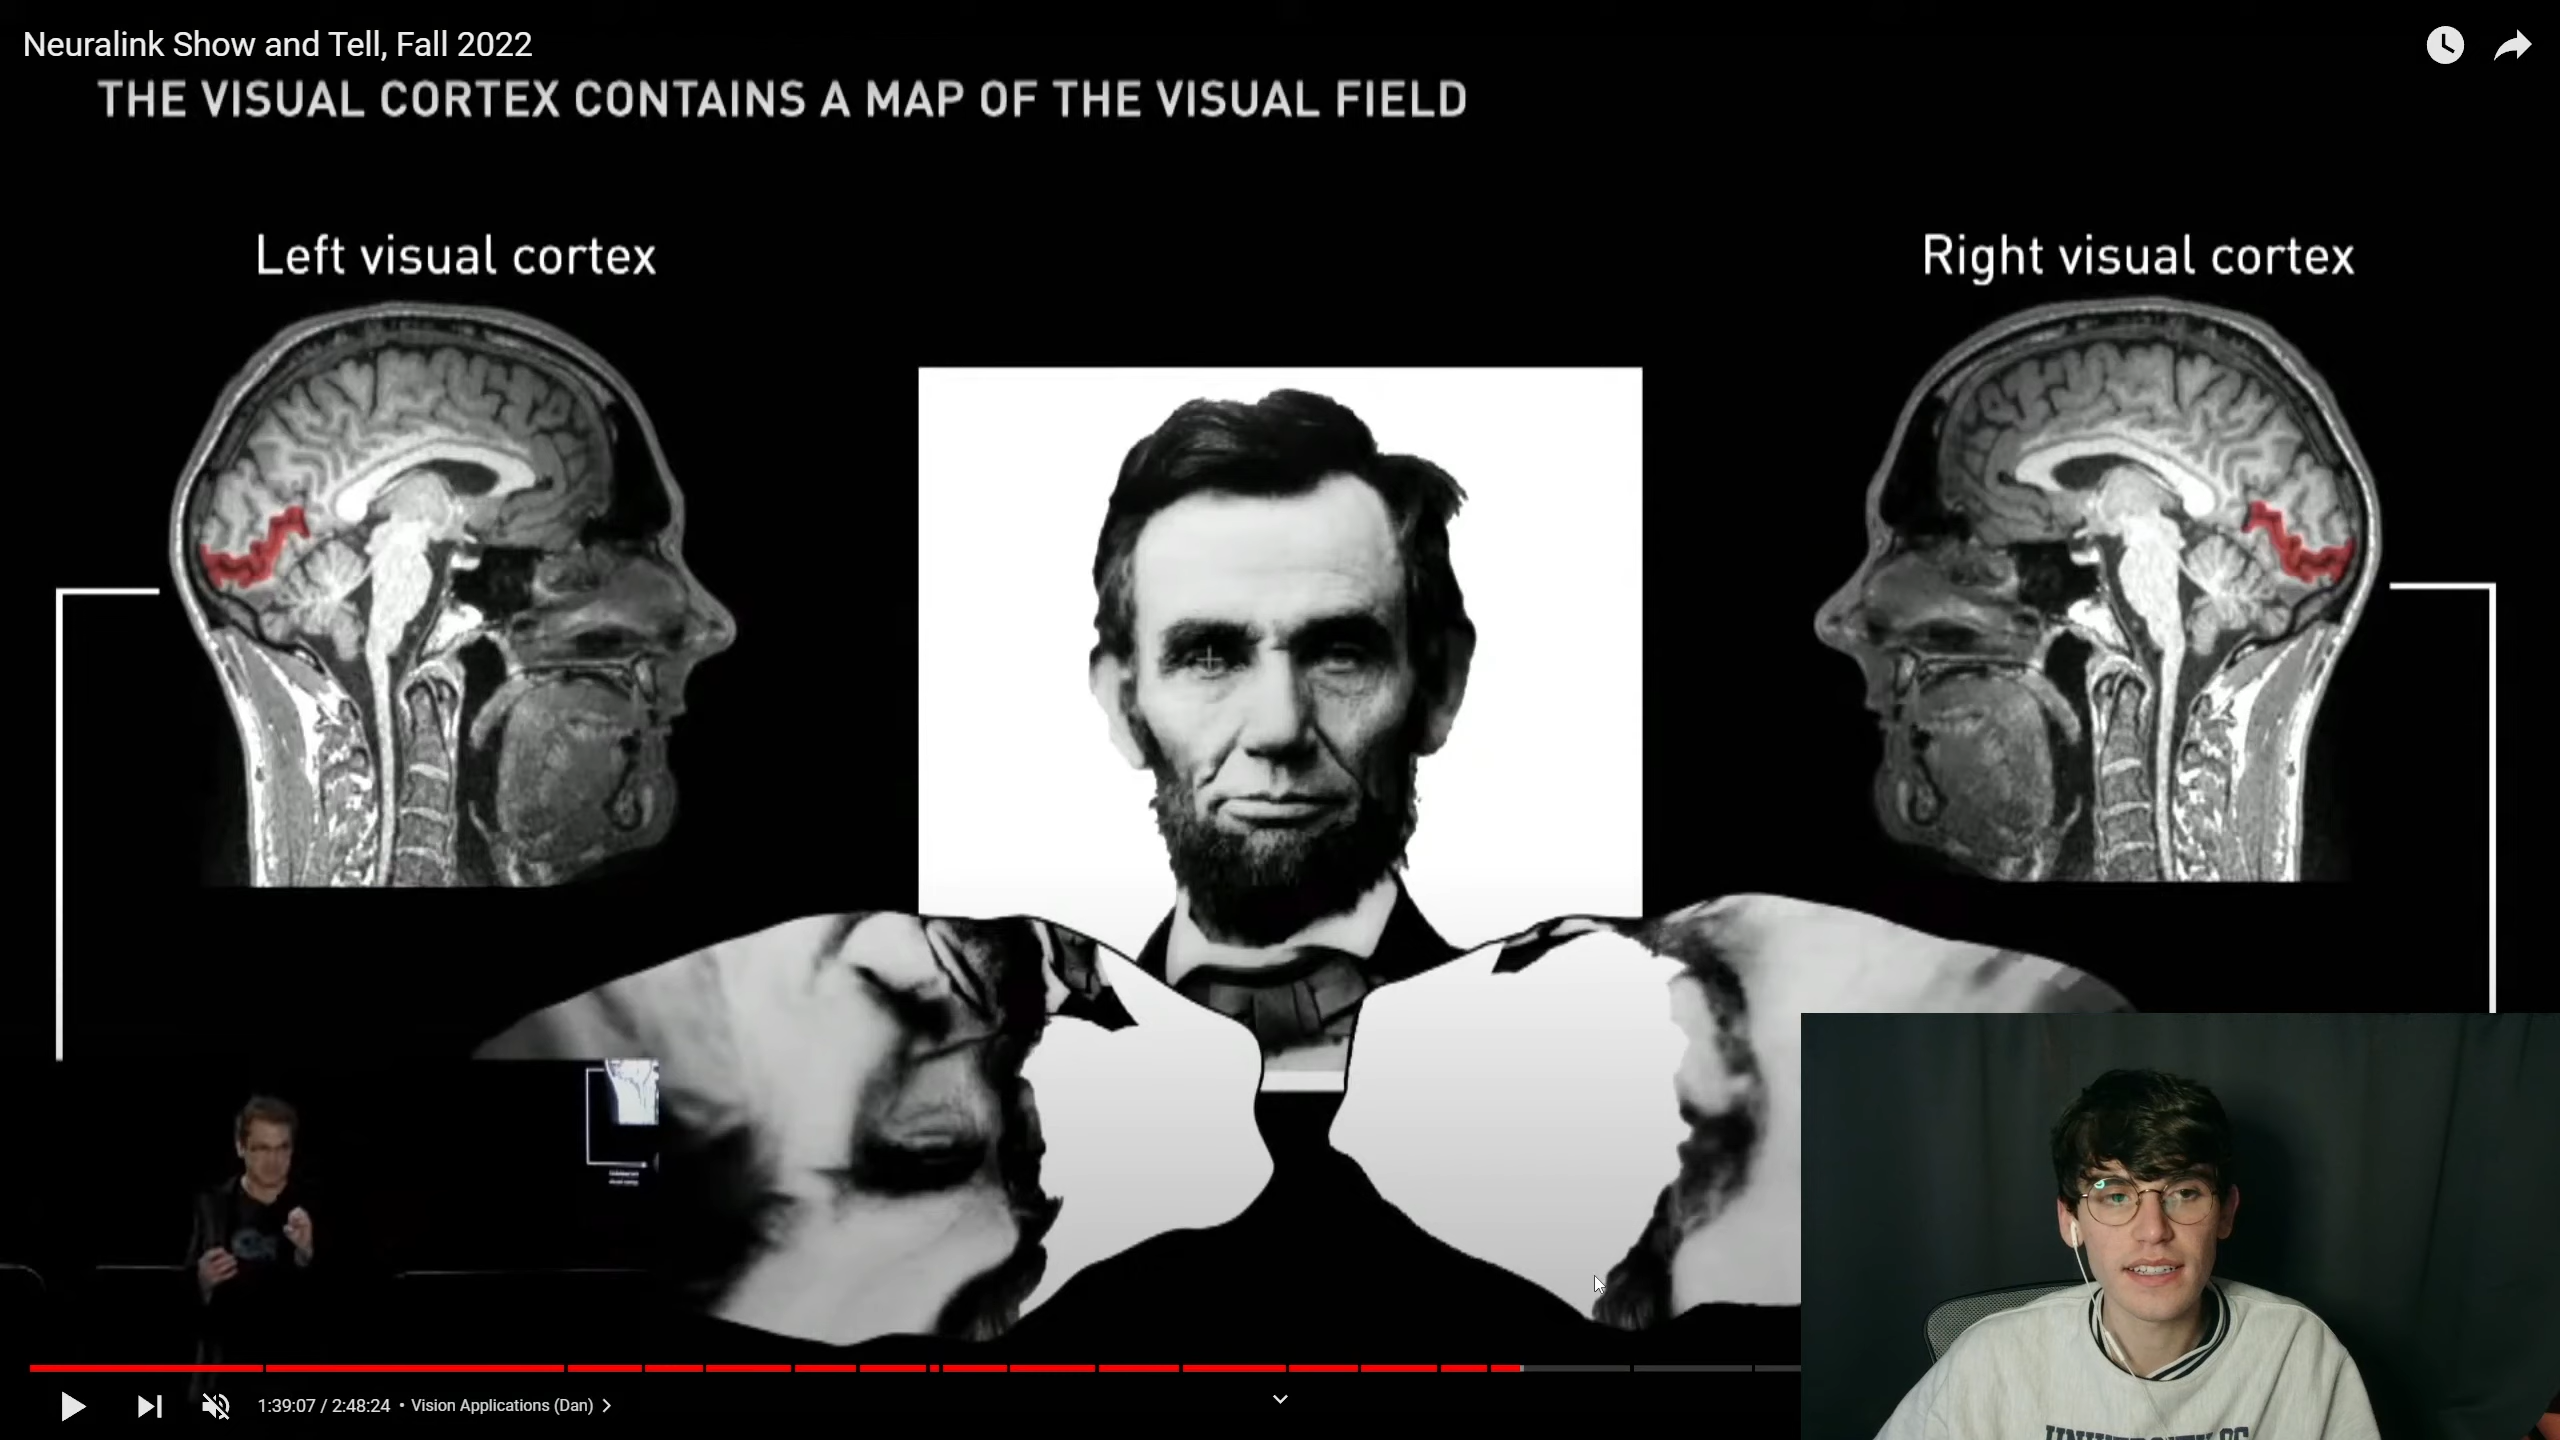 Neuralink Show and Tell, Fall 2022
THE VISUAL CORTEX CONTAINS A MAP OF THE VISUAL FIELD
Left visual cortex
Right visual cortex
1:39:07 / 2:48:24 • Vision Applications (Dan)